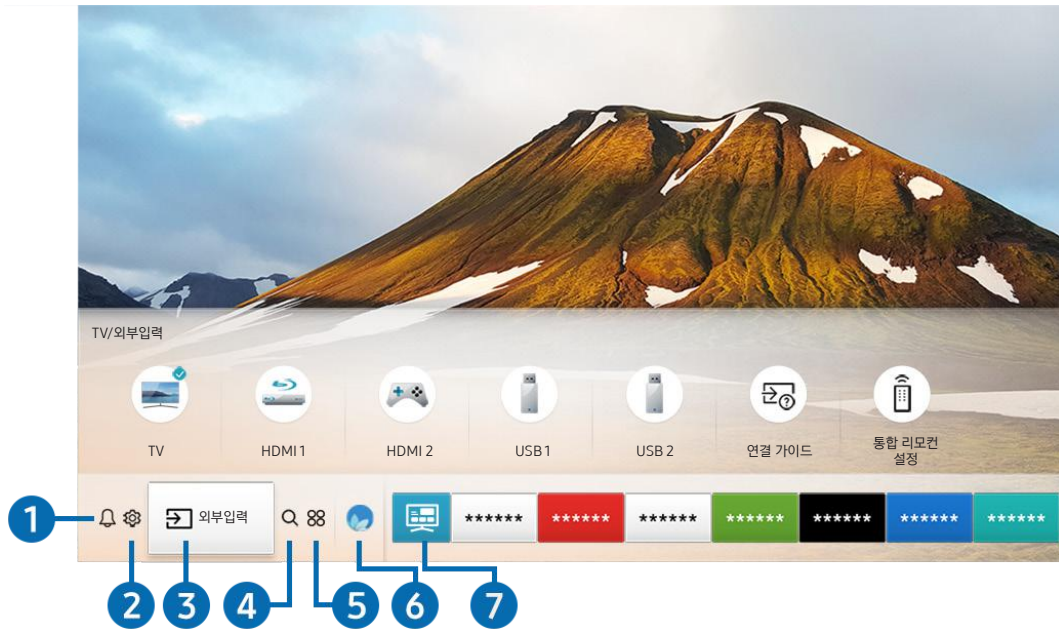 TV/외부입력
TV
HDMI 1
HDMI 2
USB 1
USB 2
연결 가이드
통합 리모컨
설정
1
외부입력
****** ****** ****** ****** ****** ****** ******
2 3 4 5 6 7